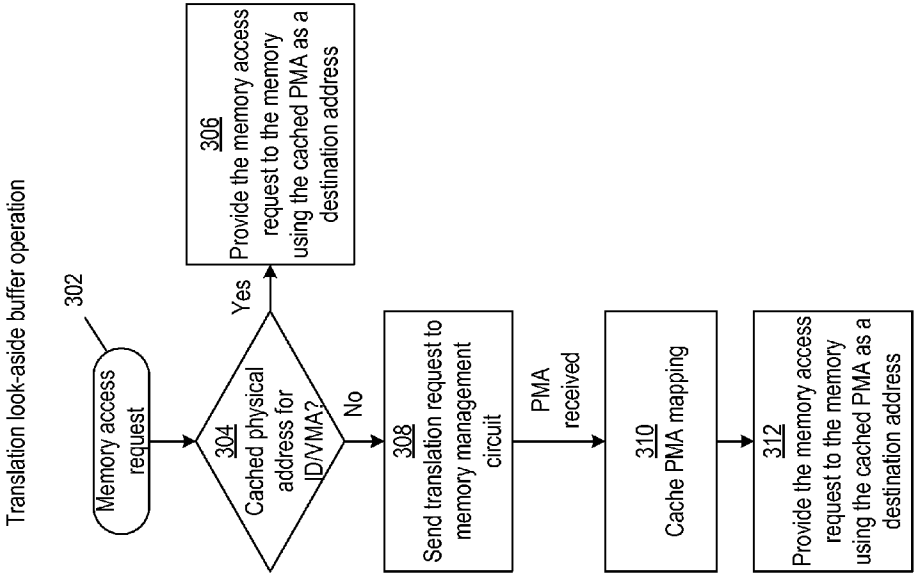 Translation look-aside buffer operation
302
Memory access
request
304
Cached physical
address for
ID/VMA?
Yes
306
Provide the memory access
request to the memory
using the cached PMA as a
destination address
No
308
Send translation request to
memory management
circuit
PMA
received
310
Cache PMA mapping
312
Provide the memory access
request to the memory
using the cached PMA as a
destination address